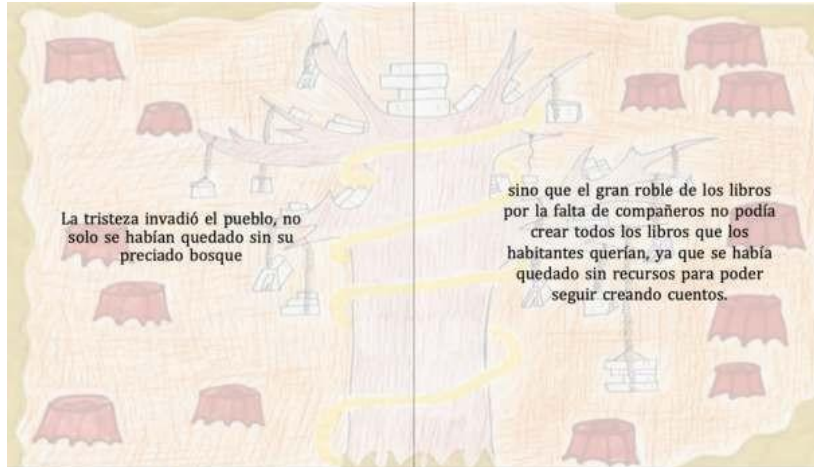 La tristeza invadió el pueblo, no
solo se habían quedado sin su
preciado bosque
sino que el gran roble de los libros
por la falta de compañeros no podía
crear todos los libros que los
habitantes querían, ya que se había
quedado sin recursos para poder
seguir creando cuentos.